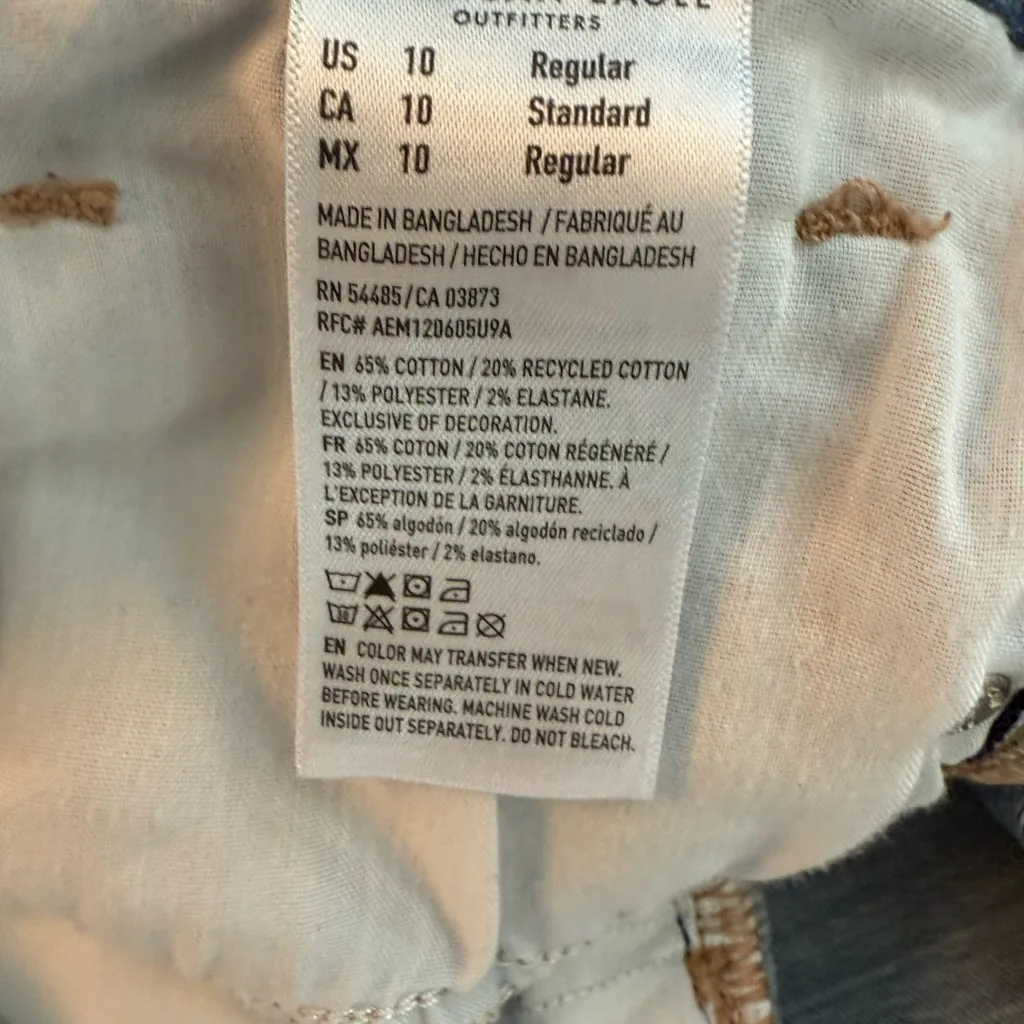 OUTFITTERS
US 10 Regular
CA 10 Standard
MX 10 Regular
MADE IN BANGLADESH / FABRIQUÉ AU
BANGLADESH / HECHO EN BANGLADESH
RN 54485/CA 03873
RFC# AEM120605U9A
EN 65% COTTON / 20% RECYCLED COTTON
/ 13% POLYESTER / 2% ELASTANE.
EXCLUSIVE OF DECORATION.
FR 65% COTON / 20% COTON RÉGÉNÉRÉ /
13% POLYESTER / 2% ÉLASTHANNE. À
L'EXCEPTION DE LA GARNITURE.
SP 65% algodón / 20% algodón reciclado /
13% poliéster / 2% elastano.
30
EN COLOR MAY TRANSFER WHEN NEW.
WASH ONCE SEPARATELY IN COLD WATER
BEFORE WEARING. MACHINE WASH COLD
INSIDE OUT SEPARATELY. DO NOT BLEACH.